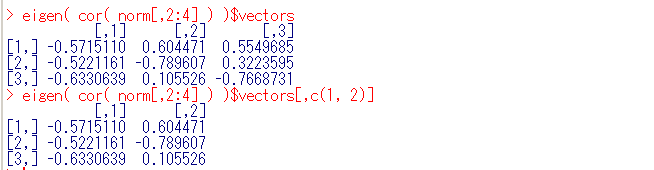 > eigen( cor( norm[,2:4] ) )$vectors
[,1] [,2] [,3]
[1,] -0.5715110 0.604471 0.5549685
[2,] -0.5221161 -0.789607 0.3223595
[3,] -0.6330639 0.105526 -0.7668731
> eigen( cor( norm[,2:4] ) )$vectors[,c(1, 2)]
[,1] [,2]
[1,] -0.5715110 0.604471
[2,] -0.5221161 -0.789607
[3,] -0.6330639 0.105526